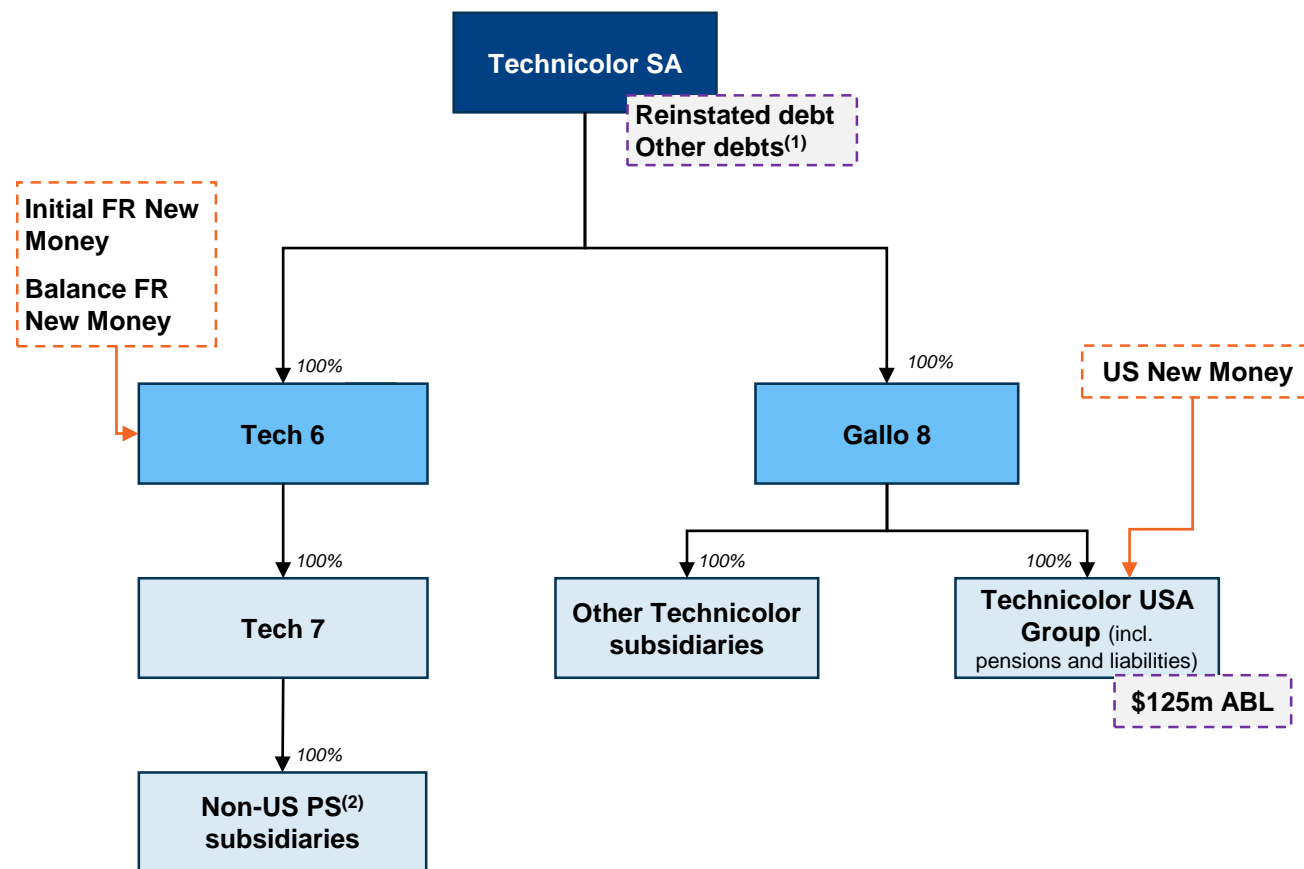 Technicolor SA
Reinstated debt
Other debts(1)
Initial FR New
Money
Balance FR
New Money
100%
100%
US New Money
Tech 6
Gallo 8
100%
100%
100%
Tech 7
Other Technicolor
subsidiaries
Technicolor USA
Group (incl.
pensions and liabilities)
$125m ABL
100%
Non-US PS(2)
subsidiaries